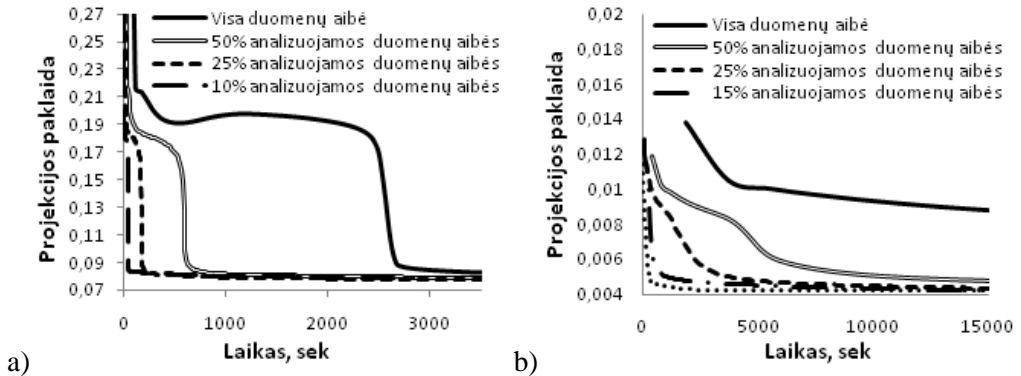 0,27
0,25
0,23
0,21
0,19
0,17
0,15
0,13
0,11
0,09
0,07
Projekcijos paklaida
Visa duomenų aibė
50% analizuojamos duomenų aibės
25% analizuojamos duomenų aibės
10% analizuojamos duomenų aibės
0 1000 2000 3000
Laikas, sek
a)
0,02
0,018
0,016
0,014
0,012
0,01
0,008
0,006
0,004
Projekcijos paklaida
Visa duomenų aibė
50% analizuojamos duomenų aibės
25% analizuojamos duomenų aibės
15% analizuojamos duomenų aibės
0 5000 10000 15000
Laikas, sek
b)